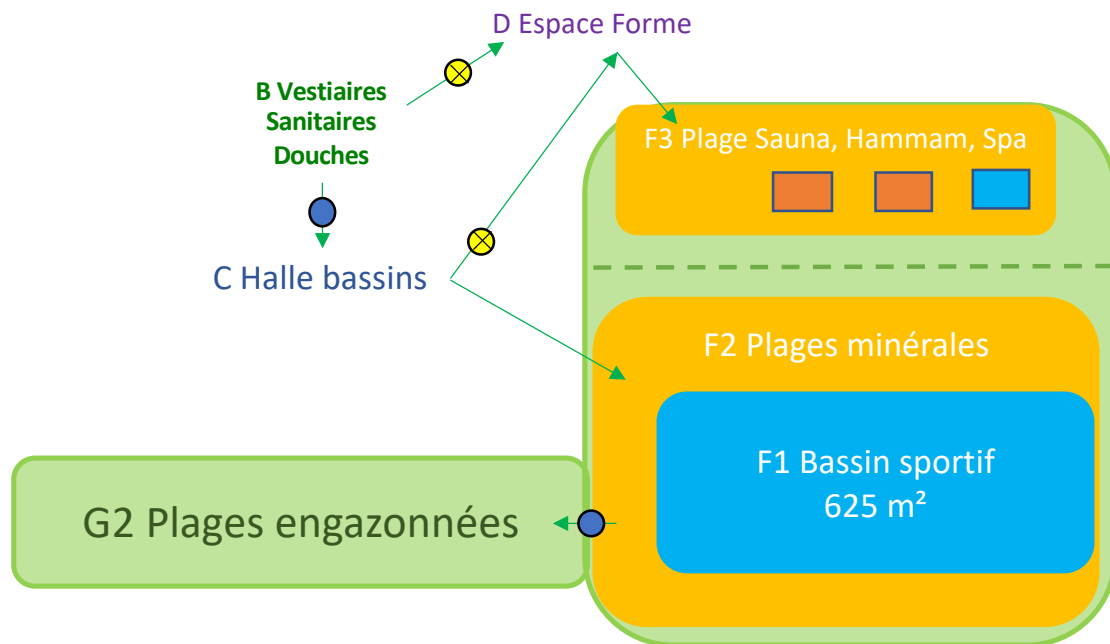 D Espace Forme
B Vestiaires
Sanitaires
Douches
F3 Plage Sauna, Hammam, Spa
C Halle bassins
F2 Plages minérales
F1 Bassin sportif
625 m²
G2 Plages engazonnées